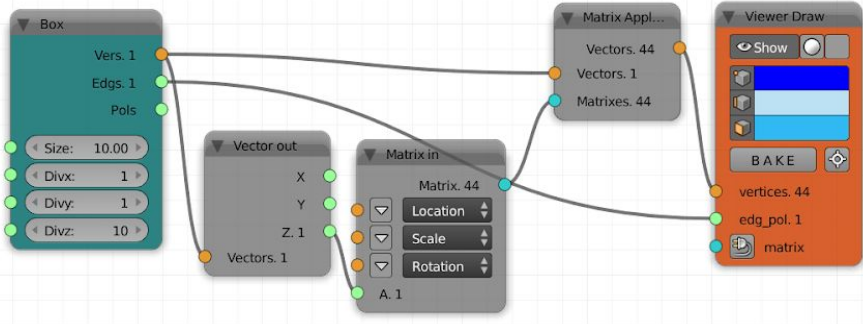 Box
Vers. 1
Edgs. 1
Pols
Size: 10.00
Divx: 1
Divy: 1
Divz: 10
Vector out
X
Y
Z. 1
Vectors. 1
Matrix in
Matrix. 44
Location
Scale
Rotation
A. 1
Matrix Appl...
Vectors. 44
Vectors. 1
Matrixes. 44
Viewer Draw
Show
BAKE
vertices. 44
edg_pol. 1
matrix